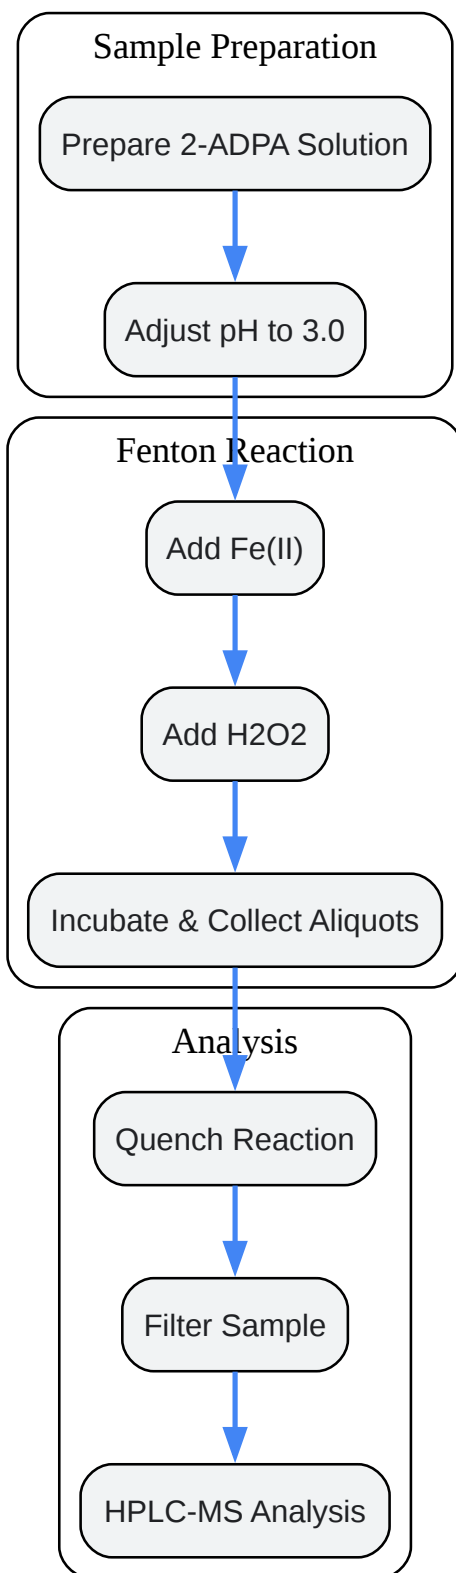 Sample Preparation
Prepare 2-ADPA Solution
Adjust pH to 3.0
Fenton Reaction
Add Fe(II)
Add H2O2
Incubate & Collect Aliquots
Analysis
Quench Reaction
Filter Sample
HPLC-MS Analysis